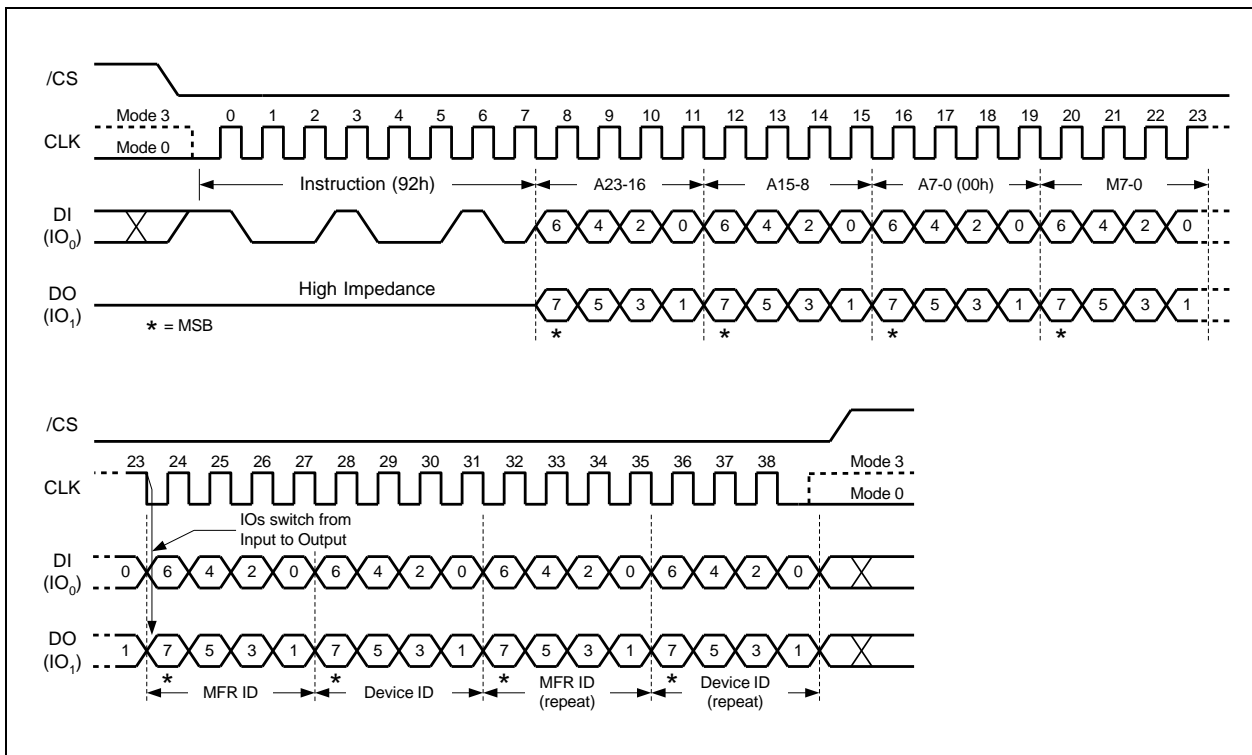 /CS
Mode 3 0 1 2 3 4 5 6 7 8 9 10 11 12 13 14 15 16 17 18 19 20 21 22 23
CLK
Mode 0
Instruction (92h) A23-16 A15-8 A7-0 (00h) M7-0
DI
(IO0) 6 4 2 0 6 4 2 0 6 4 2 0 6 4 2 0
High Impedance
DO
(IO1) 7 5 3 1 7 5 3 1 7 5 3 1 7 5 3 1
* = MSB * * * *
/CS
23 24 25 26 27 28 29 30 31 32 33 34 35 36 37 38 Mode 3
CLK
Mode 0
IOs switch from
Input to Output
DI
(IO0) 0 6 4 2 0 6 4 2 0 6 4 2 0 6 4 2 0
DO
(IO1) 1 7 5 3 1 7 5 3 1 7 5 3 1 7 5 3 1
* * * *
MFR ID Device ID MFR ID
(repeat) Device ID
(repeat)